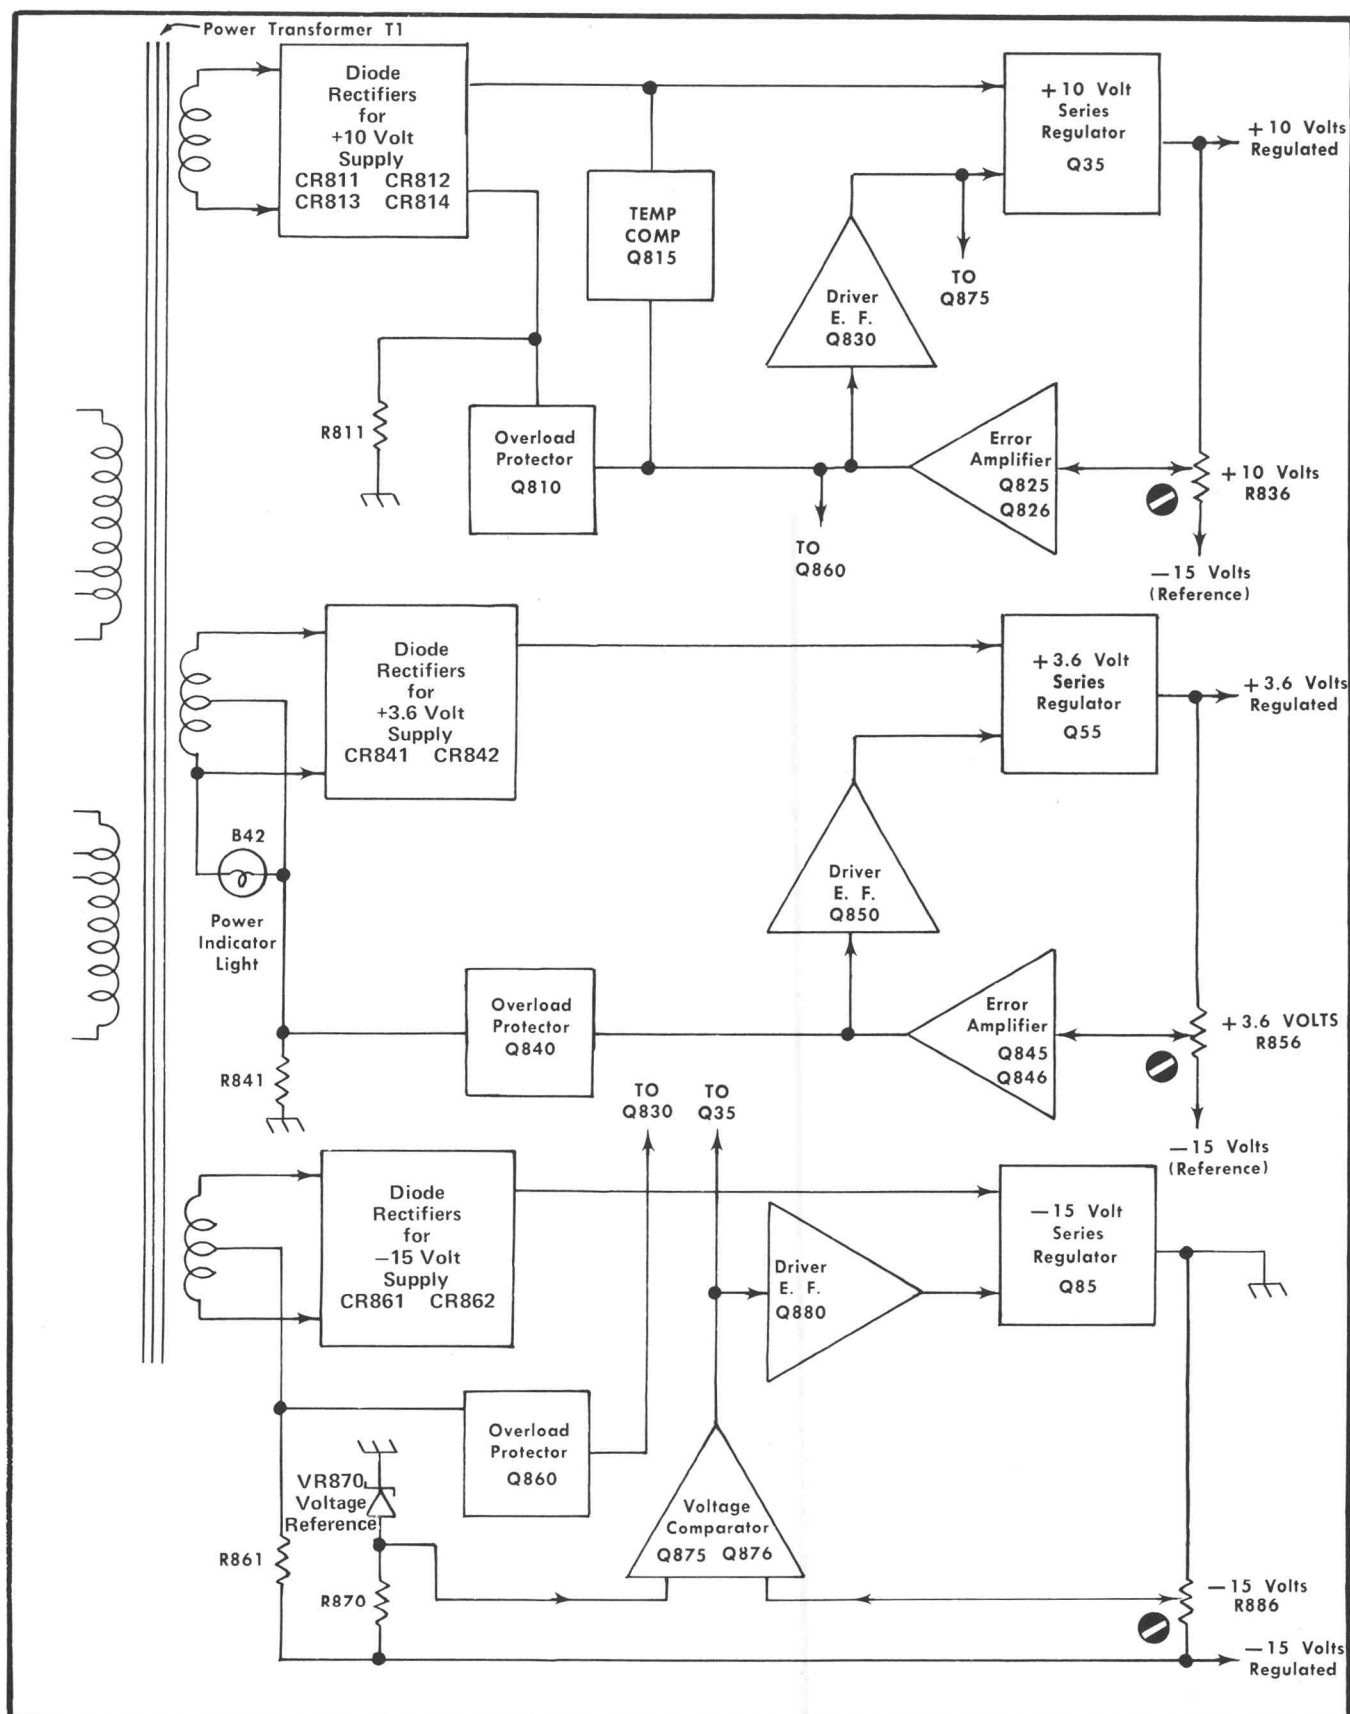 Power Transformer T1
Diode
Rectifiers
for
+10 Volt
Supply
CR811 CR812
CR813 CR814
TEMP
COMP
Q815
+10 Volt
Series
Regulator
Q35
+10 Volts
Regulated
TO
Q875
Driver
E. F.
Q830
R811
Overload
Protector
Q810
Error
Amplifier
Q825
Q826
+10 Volts
R836
TO
Q860
—15 Volts
(Reference)
Diode
Rectifiers
for
+3.6 Volt
Supply
CR841 CR842
+3.6 Volt
Series
Regulator
Q55
+3.6 Volts
Regulated
B42
Power
Indicator
Light
Driver
E. F.
Q850
Overload
Protector
Q840
Error
Amplifier
Q845
Q846
+3.6 VOLTS
R856
R841
TO
Q830
TO
Q35
—15 Volts
(Reference)
Diode
Rectifiers
for
—15 Volt
Supply
CR861 CR862
Driver
E. F.
Q880
—15 Volt
Series
Regulator
Q85
Overload
Protector
Q860
VR870
Voltage
Reference
Voltage
Comparator
Q875 Q876
R861
R870
—15 Volts
R886
—15 Volts
Regulated